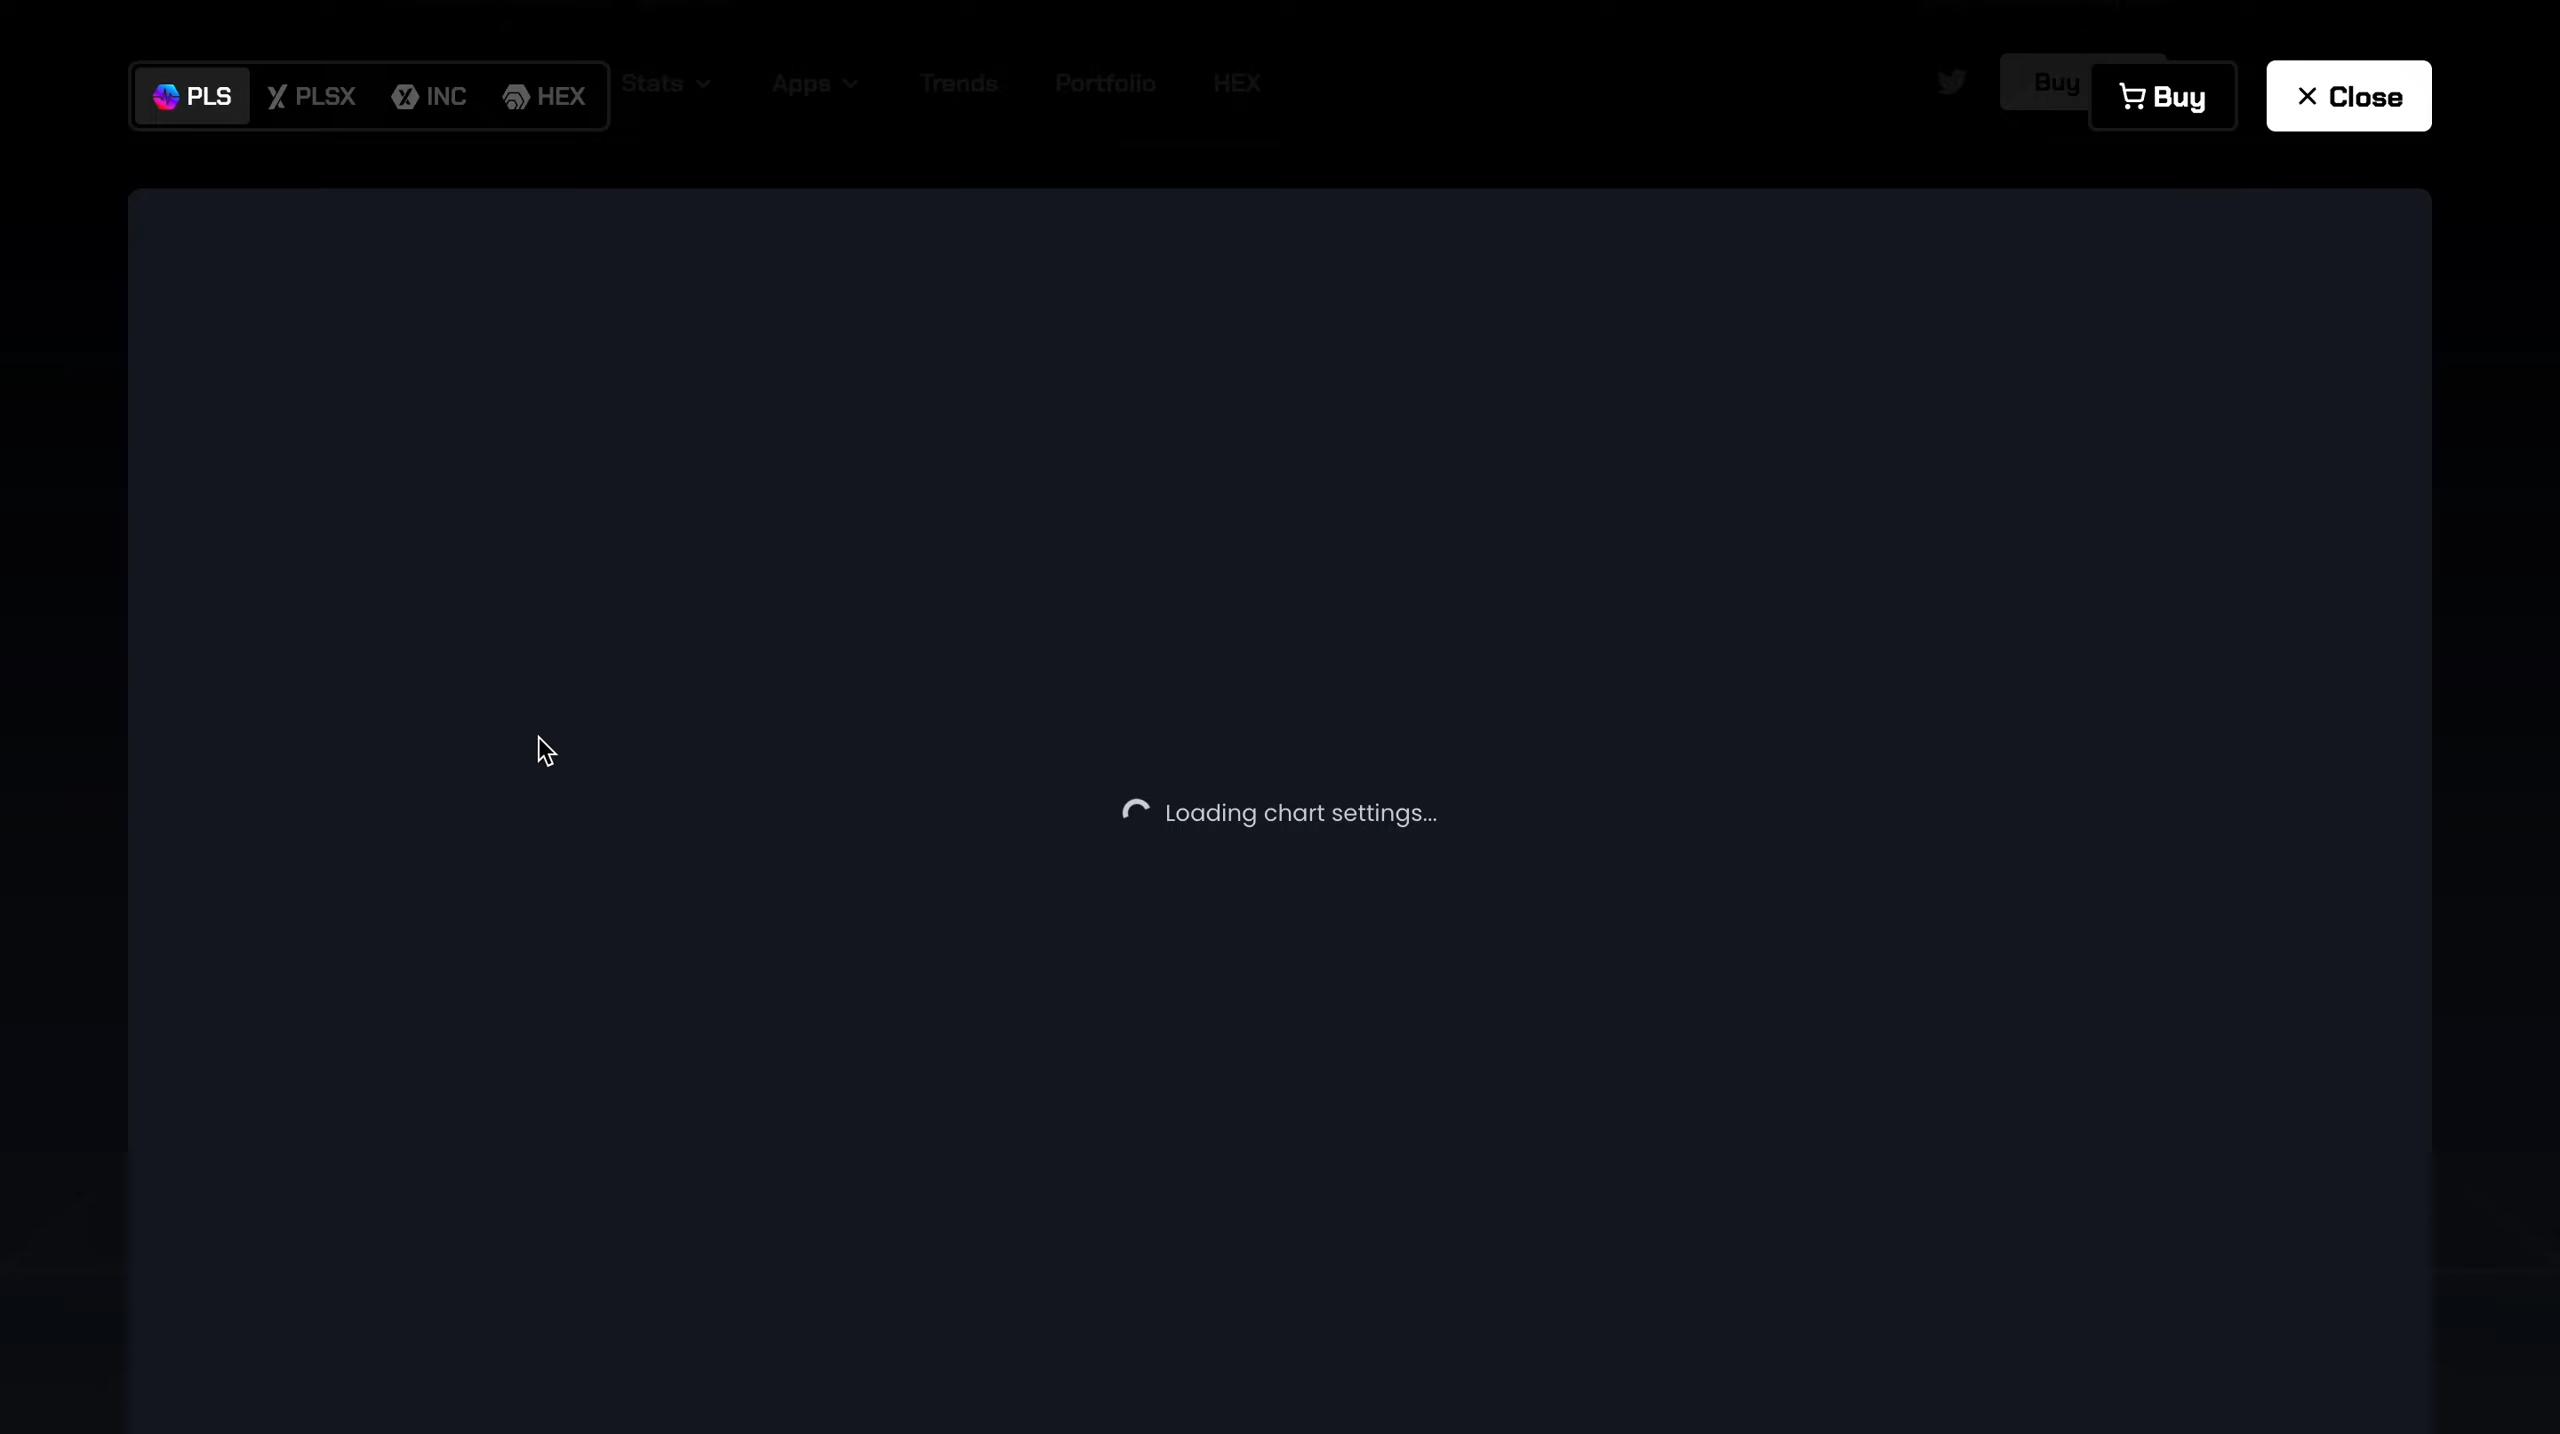 PLS PLSX INC HEX Stats Apps Trends Portfolio HEX Buy Buy Close
Loading chart settings...